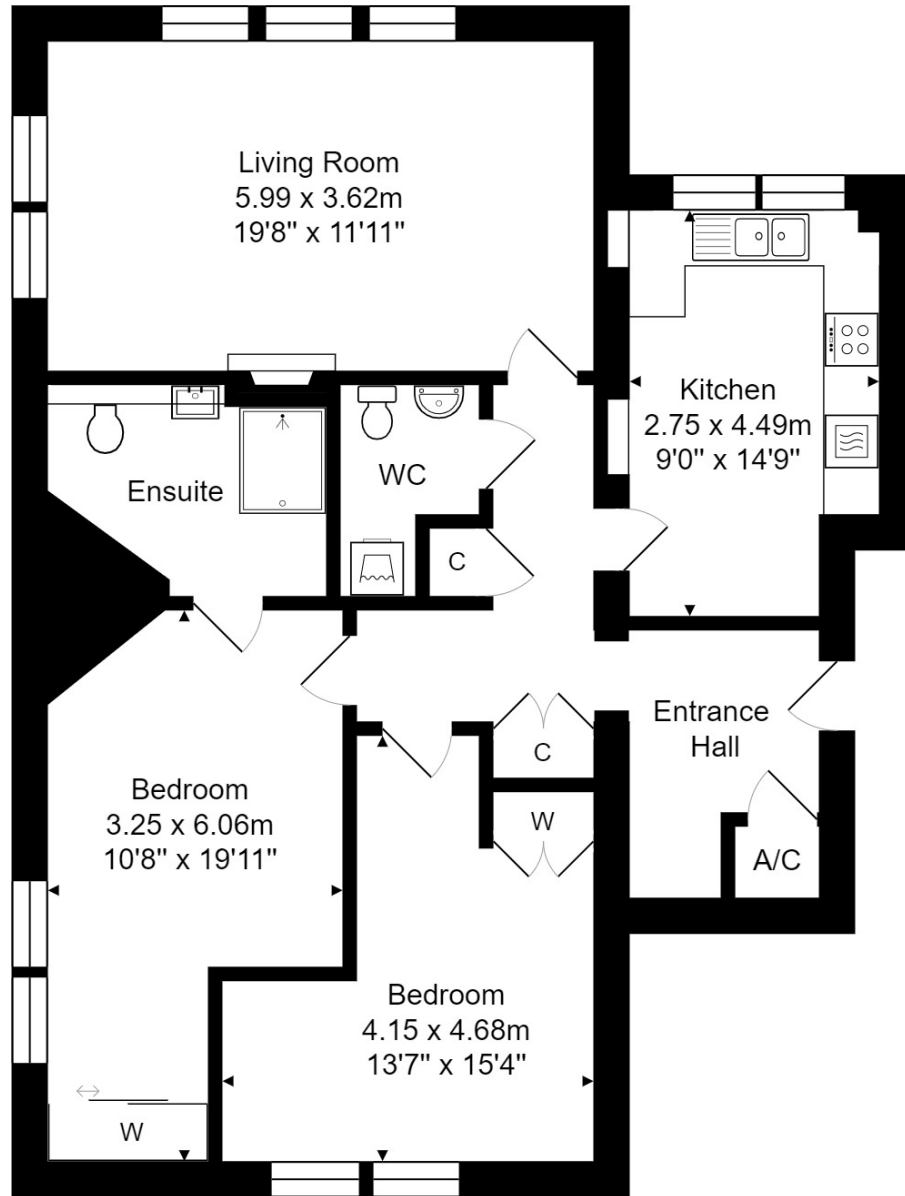 Living Room
5.99 x 3.62m
19'8" x 11'11"
Kitchen
2.75 x 4.49m
9'0" x 14'9"
WC
Ensuite
C
Entrance
Hall
C
Bedroom
3.25 x 6.06m
10'8" x 19'11"
W
A/C
Bedroom
4.15 x 4.68m
13'7" x 15'4"
W